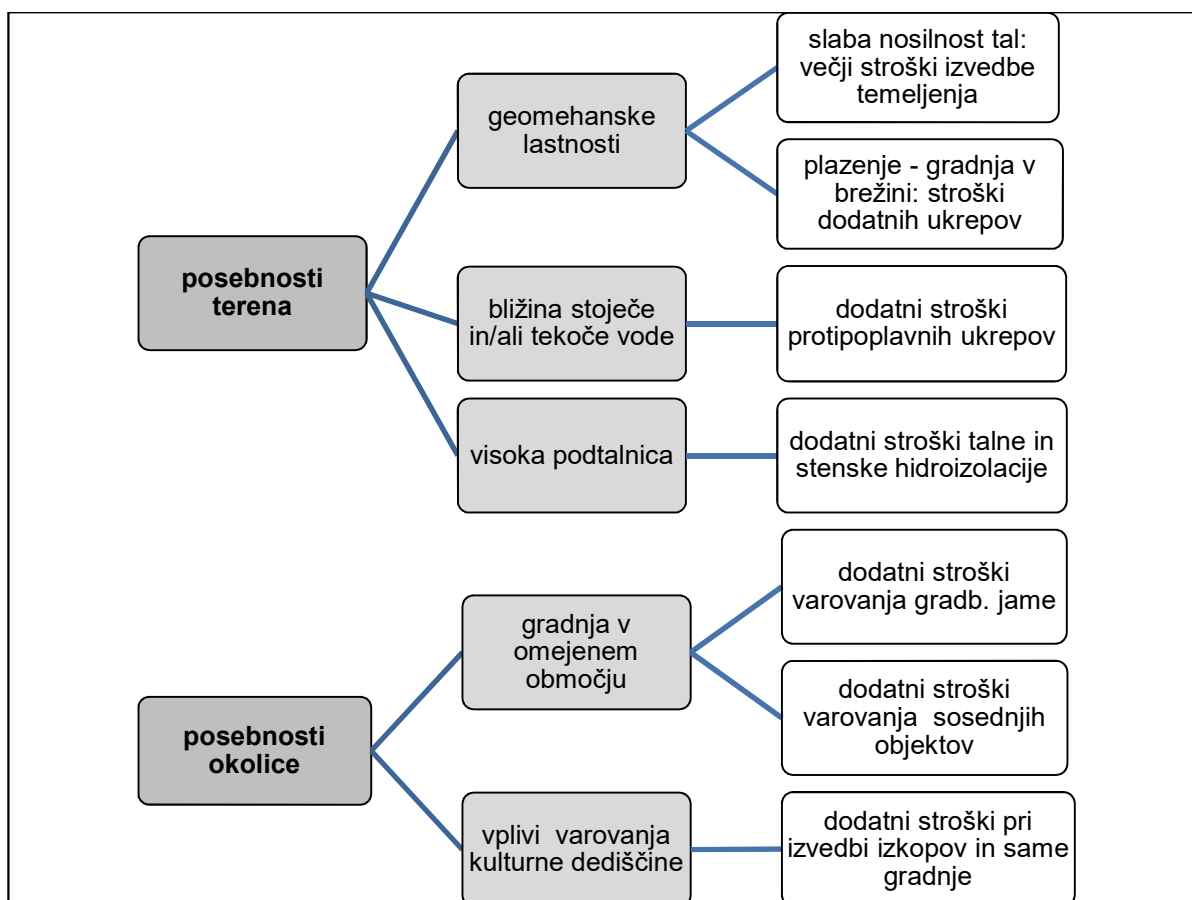 posebnosti
terena
geomehanske
lastnosti
slaba nosilnost tal:
večji stroški izvedbe
temeljenja
plazenje - gradnja v
brežini: stroški
dodatnih ukrepov
bližina stoječe
in/ali tekoče vode
dodatni stroški
protipoplavnih ukrepov
visoka podtalnica
dodatni stroški talne in
stenske hidroizolacije
posebnosti
okolice
gradnja v
omejenem
območju
dodatni stroški
varovanja gradb. jame
dodatni stroški
varovanja sosednjih
objektov
vplivi varovanja
kulturne dediščine
dodatni stroški pri
izvedbi izkopov in same
gradnje